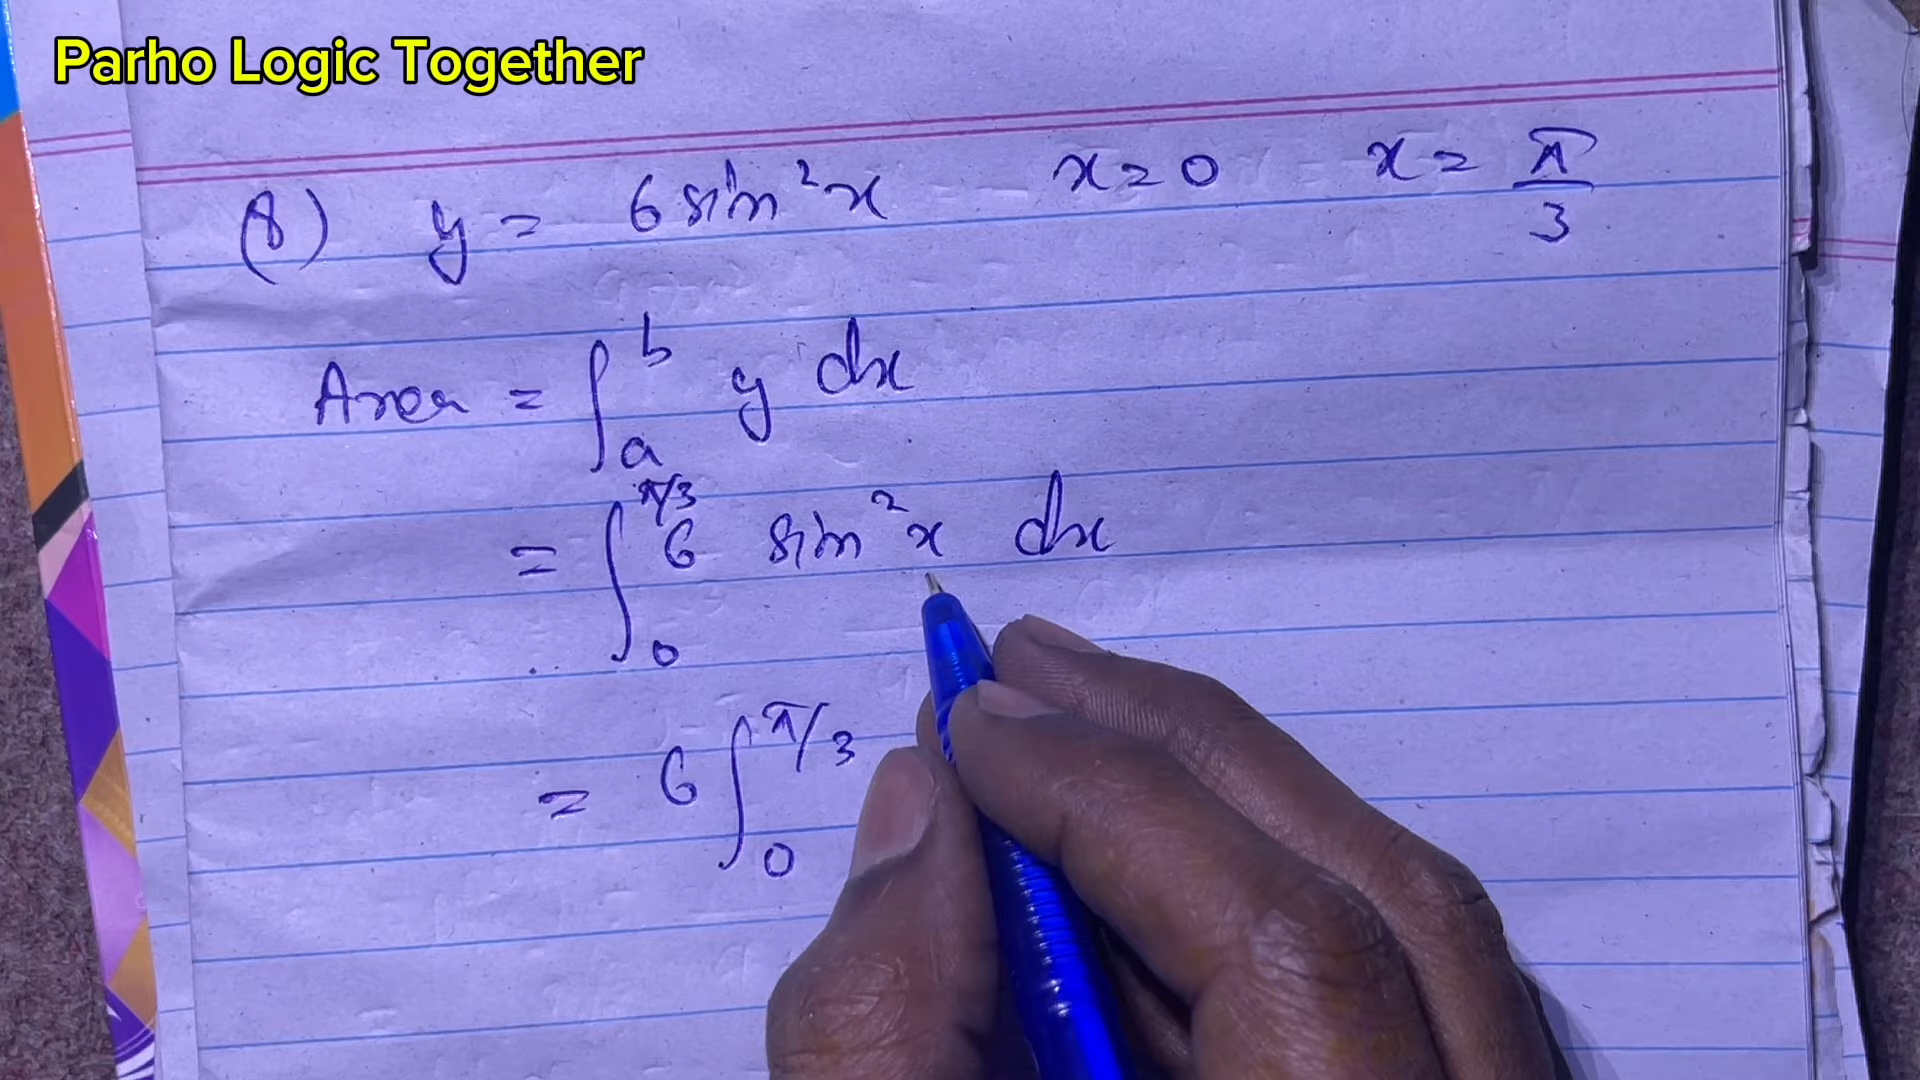 Parho Logic Together
(8) y = 6 sin²x x = 0 x = π/3
Area = ∫ₐᵇ y dx
= ∫₀^{π/3} 6 sin²x dx
= 6 ∫₀^{π/3}